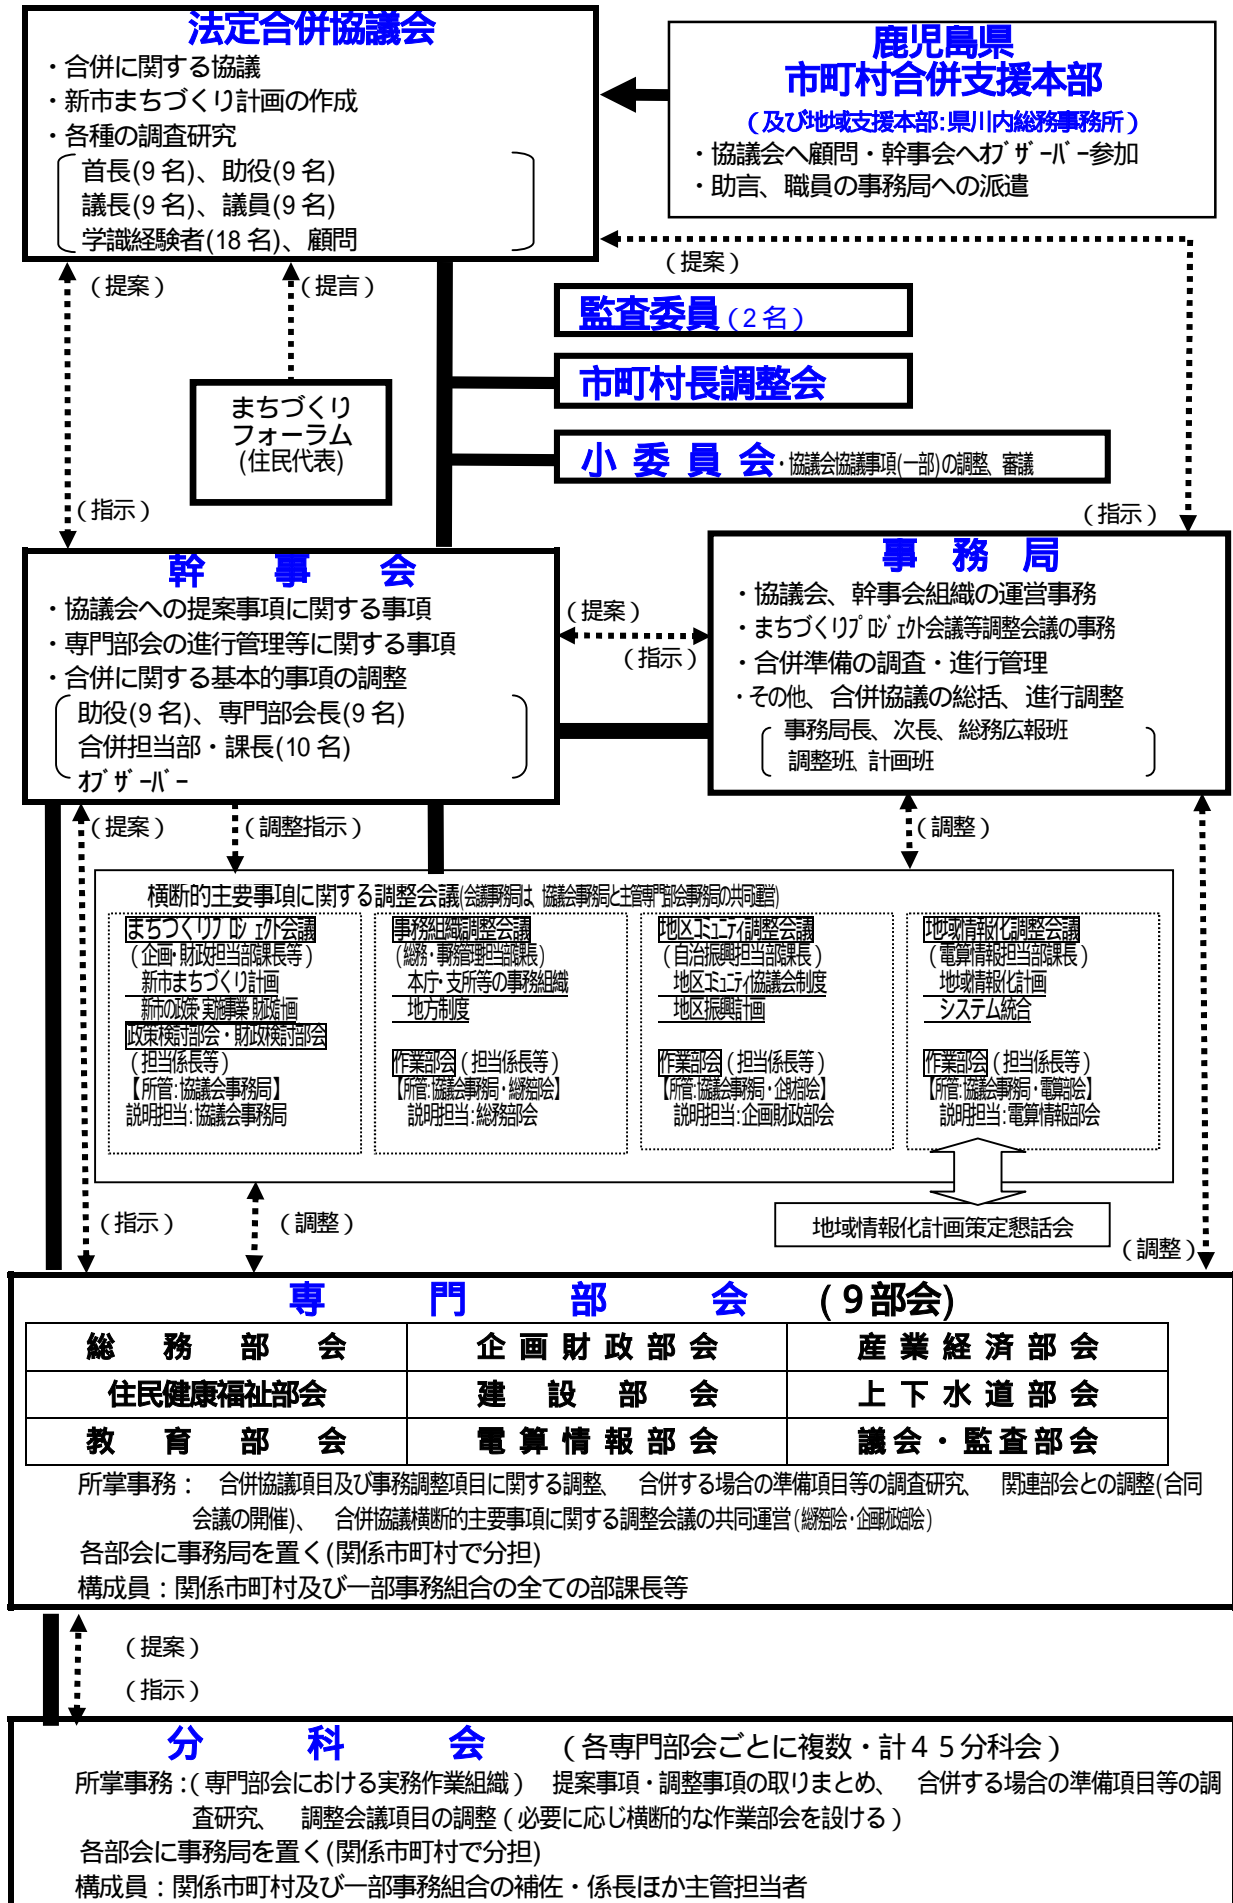 法定合併協議会
・合併に関する協議
・新市まちづくり計画の作成
・各種の調査研究
首長(9名)、助役(9名)
議長(9名)、議員(9名)
学識経験者(18名)、顧問
鹿児島県
市町村合併支援本部
（及び地域支援本部:県川内総務事務所）
・協議会へ顧問・幹事会へｵﾌﾞｻﾞｰﾊﾞｰ参加
・助言、職員の事務局への派遣
（提案）
（提言）
（提案）
監査委員（2名）
市町村長調整会
小委員会・協議会協議事項(一部)の調整、審議
まちづくり
フォーラム
(住民代表)
（指示）
（指示）
幹事会
・協議会への提案事項に関する事項
・専門部会の進行管理等に関する事項
・合併に関する基本的事項の調整
助役(9名)、専門部会長(9名)
合併担当部・課長(10名)
ｵﾌﾞｻﾞｰﾊﾞｰ
（提案）
（指示）
事務局
・協議会、幹事会組織の運営事務
・まちづくりﾌﾟﾛｼﾞｪｸﾄ会議等調整会議の事務
・合併準備の調査・進行管理
・その他、合併協議の総括、進行調整
事務局長、次長、総務広報班
調整班、計画班
（提案）
（調整指示）
（調整）
横断的主要事項に関する調整会議(会議事務局は、協議会事務局と主管専門部会事務局の共同運営)
まちづくりﾌﾟﾛｼﾞｪｸﾄ会議
（企画・財政担当部課長等）
新市まちづくり計画
新市の政策・実施事業・財政計画
政策検討部会・財政検討部会
（担当係長等）
【所管:協議会事務局】
説明担当:協議会事務局
事務組織調整会議
（総務・事務管理担当部課長）
本庁・支所等の事務組織
地方制度
作業部会（担当係長等）
【所管:協議会事務局・総務部会】
説明担当:総務部会
地区ｺﾐｭﾆﾃｨ調整会議
（自治振興担当部課長）
地区ｺﾐｭﾆﾃｨ協議会制度
地区振興計画
作業部会（担当係長等）
【所管:協議会事務局・企財部会】
説明担当:企画財政部会
地域情報化調整会議
（電算情報担当部課長）
地域情報化計画
システム統合
作業部会（担当係長等）
【所管:協議会事務局・電算部会】
説明担当:電算情報部会
地域情報化計画策定懇話会
（指示）
（調整）
（調整）
専門部会（９部会）
総務部会　企画財政部会　産業経済部会
住民健康福祉部会　建設部会　上下水道部会
教育部会　電算情報部会　議会・監査部会
所掌事務：　合併協議項目及び事務調整項目に関する調整、　合併する場合の準備項目等の調査研究、　関連部会との調整(合同
会議の開催)、　合併協議横断的主要事項に関する調整会議の共同運営(総務部会・企画財政部会)
各部会に事務局を置く(関係市町村で分担)
構成員：関係市町村及び一部事務組合の全ての部課長等
（提案）
（指示）
分科会（各専門部会ごとに複数・計４５分科会）
所掌事務：(専門部会における実務作業組織)　提案事項・調整事項の取りまとめ、　合併する場合の準備項目等の調
査研究、　調整会議項目の調整（必要に応じ横断的な作業部会を設ける）
各部会に事務局を置く(関係市町村で分担)
構成員：関係市町村及び一部事務組合の補佐・係長ほか主管担当者